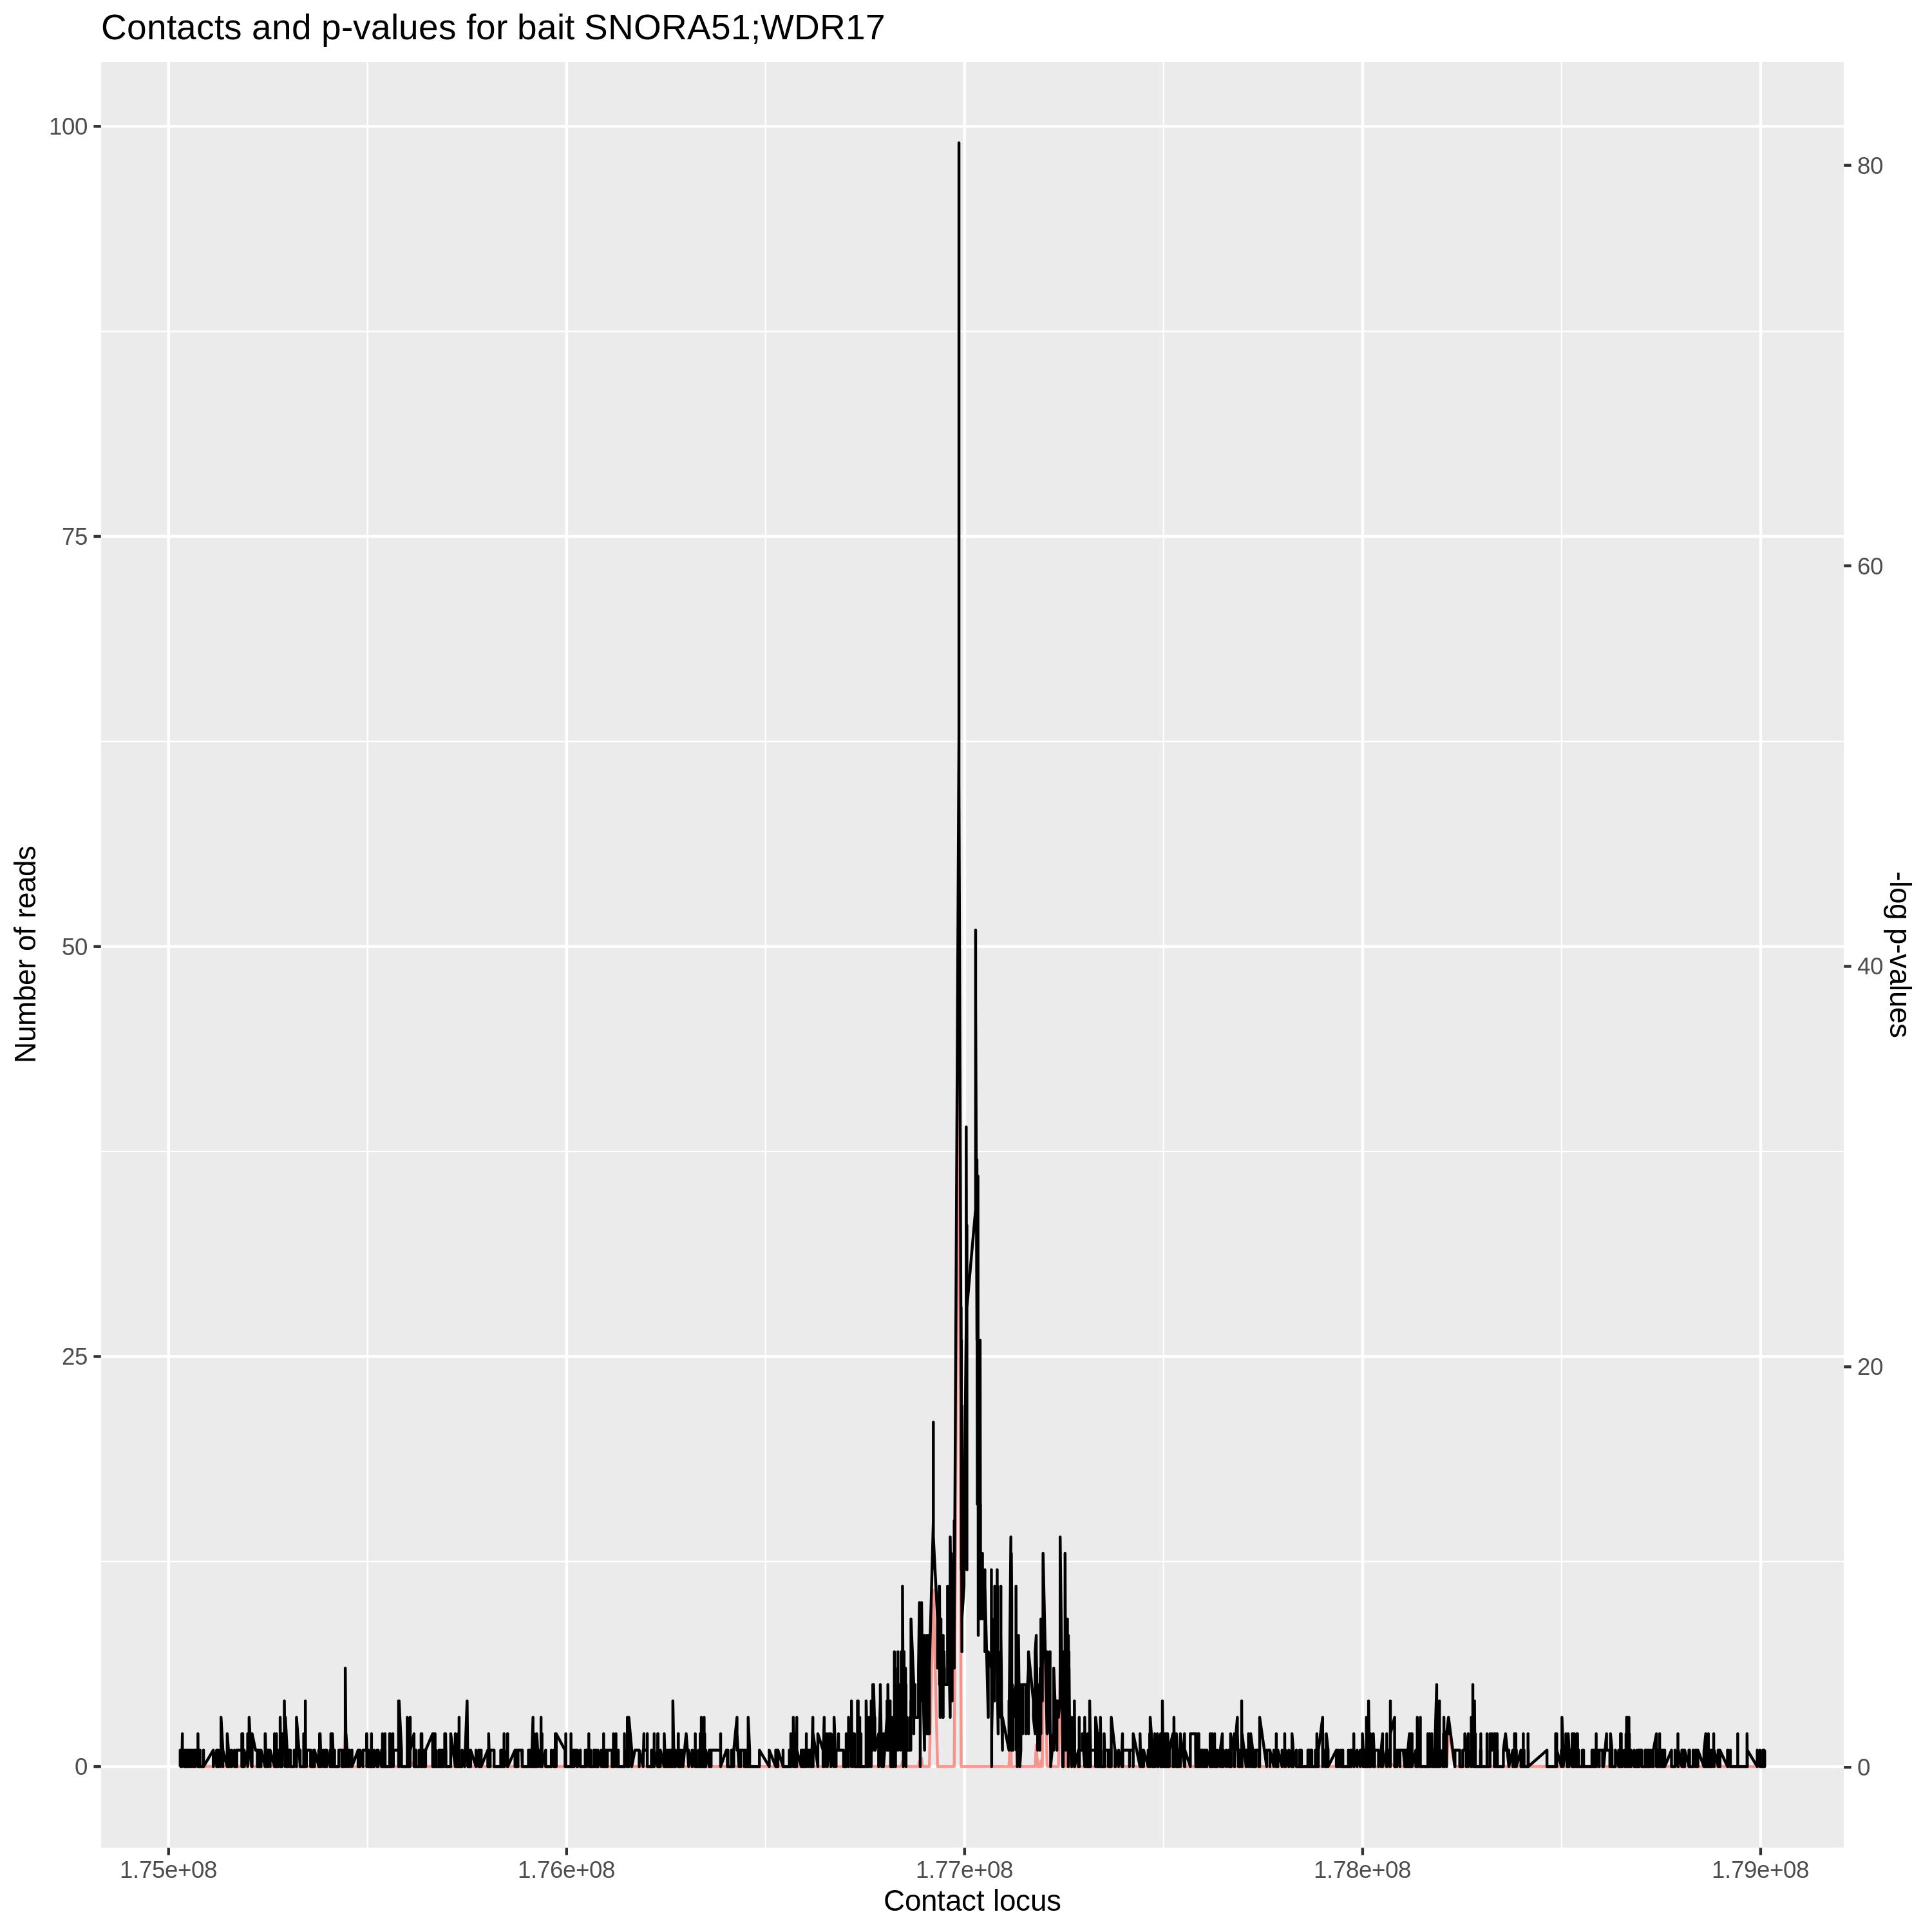 Contacts and p-values for bait SNORA51;WDR17
100
75
50
25
0
Number of reads
80
60
40
20
0
-log p-values
1.75e+08
1.76e+08
1.77e+08
1.78e+08
1.79e+08
Contact locus